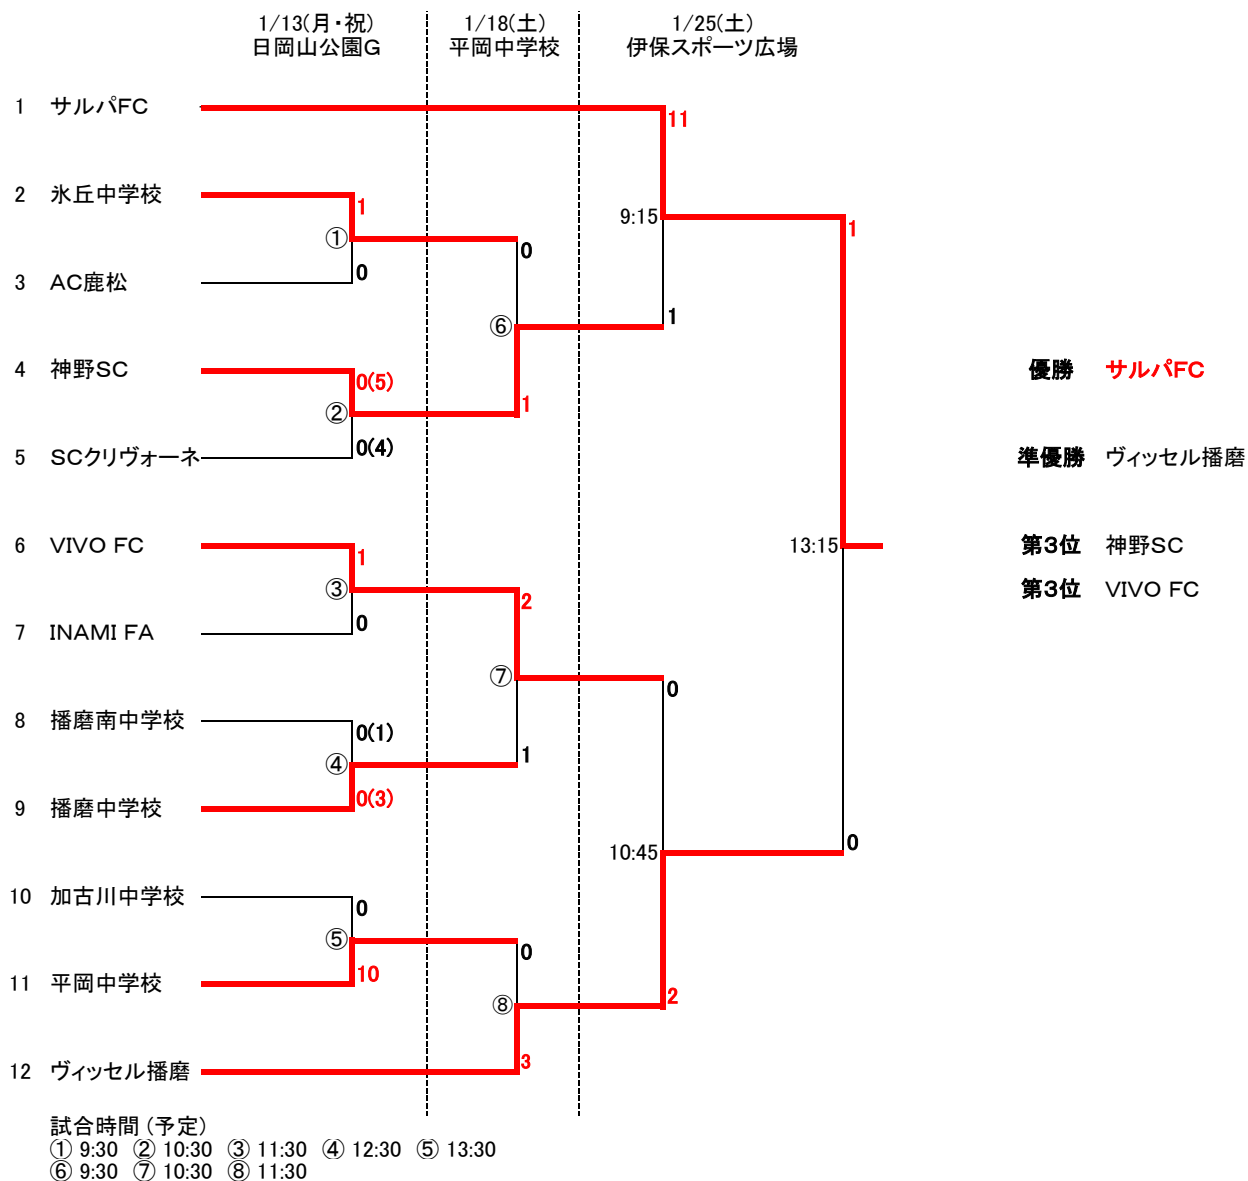 1/13(月・祝) 1/18(土) 1/25(土)
日岡山公園G 平岡中学校 伊保スポーツ広場
1 サルパFC
11
2 氷丘中学校
1
9:15
1
① 0
3 AC鹿松
0
1
⑥
4 神野SC
0(5)
優勝 サルパFC
1
②
0(4)
5 SCクリヴォーネ
準優勝 ヴィッセル播磨
6 VIVO FC
1
13:15
第3位 神野SC
③ 2
第3位 VIVO FC
0
7 INAMI FA
⑦
0
8 播磨南中学校
0(1)
1
④
0(3)
9 播磨中学校
10:45
0
10 加古川中学校
0
⑤
0
10
11 平岡中学校
⑧
2
3
12 ヴィッセル播磨
試合時間 (予定)
① 9:30 ② 10:30 ③ 11:30 ④ 12:30 ⑤ 13:30
⑥ 9:30 ⑦ 10:30 ⑧ 11:30